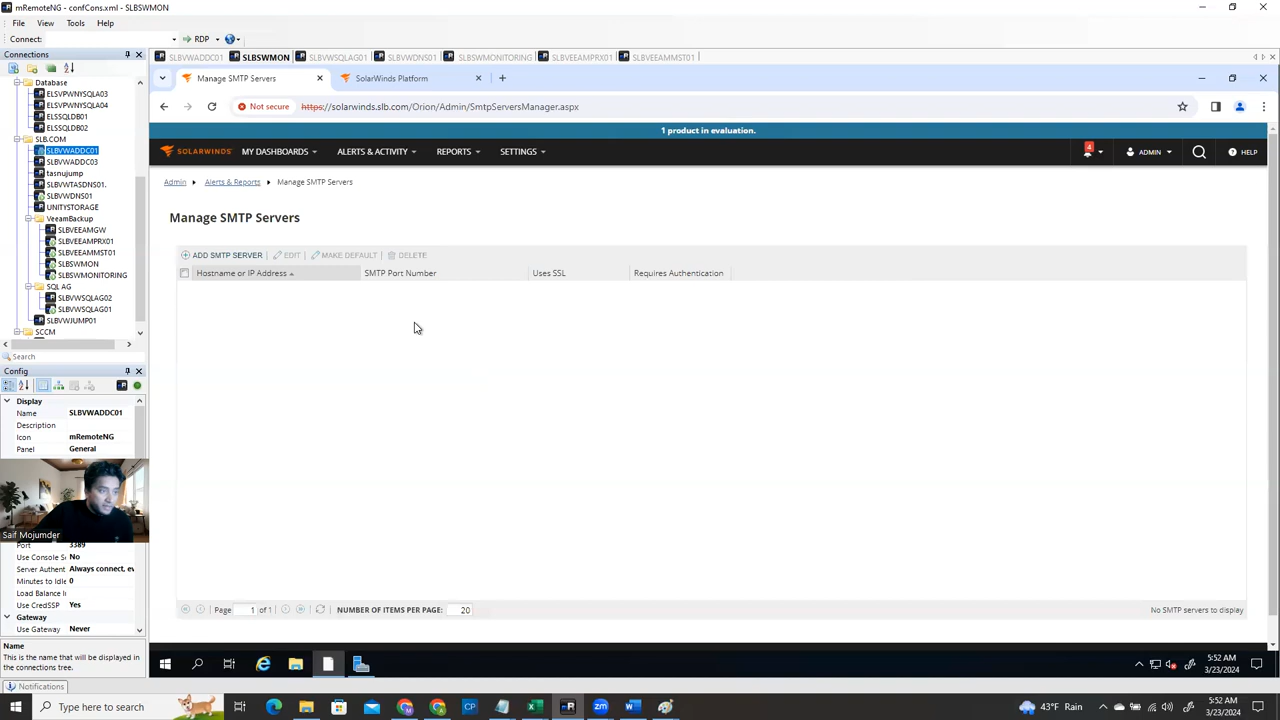 mRemoteNG - confCons.xml - SLBSWMON
File View Tools Help
Connect: RDP
Connections
Database
ELSVPWNYSQLA03
ELSVPWNYSQLA04
ELSSQLDB01
ELSSQLDB02
SLB.COM
SLBVWADDC01
SLBVWADDC03
tasnujump
SLBVWTASDNS01.
SLBVWDNS01
UNITYSTORAGE
VeeamBackup
SLBVEEAMGW
SLBVEEAMPRX01
SLBVEEAMMST01
SLBSWMON
SLBSWMONITORING
SQL AG
SLBVWSQLAG02
SLBVWSQLAG01
SLBVWJUMP01
SCCM
Search
Config
Display
Name SLBVWADDC01
Description
Icon mRemoteNG
Panel General
Saif Mojumder
Port 3389
Use Console S No
Server Authent Always connect, ev
Minutes to Idle 0
Load Balance In
Use CredSSP Yes
Gateway
Use Gateway Never
Name
This is the name that will be displayed in the connections tree.
Notifications
SLBVWADDC01 SLBSWMON SLBVWSQLAG01 SLBVWDNS01 SLBSWMONITORING SLBVEEAMPRX01 SLBVEEAMMST01
Manage SMTP Servers SolarWinds Platform
Not secure https://solarwinds.slb.com/Orion/Admin/SmtpServersManager.aspx
1 product in evaluation.
SOLARWINDS MY DASHBOARDS ALERTS & ACTIVITY REPORTS SETTINGS 4 ADMIN HELP
Admin Alerts & Reports Manage SMTP Servers
Manage SMTP Servers
ADD SMTP SERVER EDIT MAKE DEFAULT DELETE
Hostname or IP Address SMTP Port Number Uses SSL Requires Authentication
Page 1 of 1 NUMBER OF ITEMS PER PAGE: 20 No SMTP servers to display
5:52 AM
3/23/2024
Type here to search
43°F Rain
5:52 AM
3/23/2024